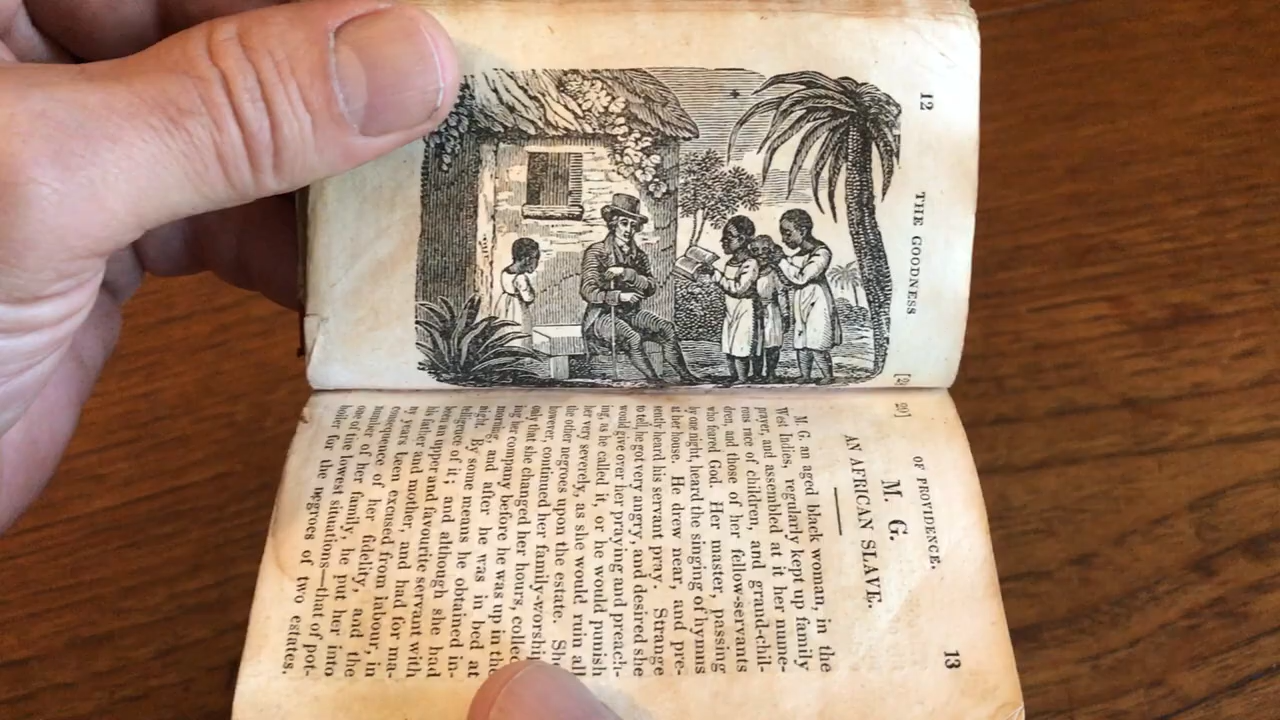 12
THE GOODNESS
[29
29]
OF PROVIDENCE.
13
M. G.
AN AFRICAN SLAVE.
M. G. an aged black woman, in the
West Indies, regularly kept up family
prayer, and assembled at it her nume-
rous race of children, and grand-chil-
dren, and those of her fellow-servants
who feared God. Her master, passing
by one night, heard the singing of hymns
at her house. He drew near, and pre-
sently heard his servant pray. Strange
to tell, he got very angry, and desired she
would give over her praying and preach-
ing, as he called it, or he would punish
her very severely, as she would ruin all
the other negroes upon the estate. She
however, continued her family-worship
only that she changed her hours, collec
ing her company before he was up in the
morning, and after he was in bed at
night. By some means he obtained in-
telligence of it; and although she had
been an upper and favourite servant with
his father and mother, and had for ma-
ny years been excused from labour, in
consequence of her fidelity, and the
number of her family, he put her into
one of the lowest situations—that of pot-
boiler for the negroes of two estates.